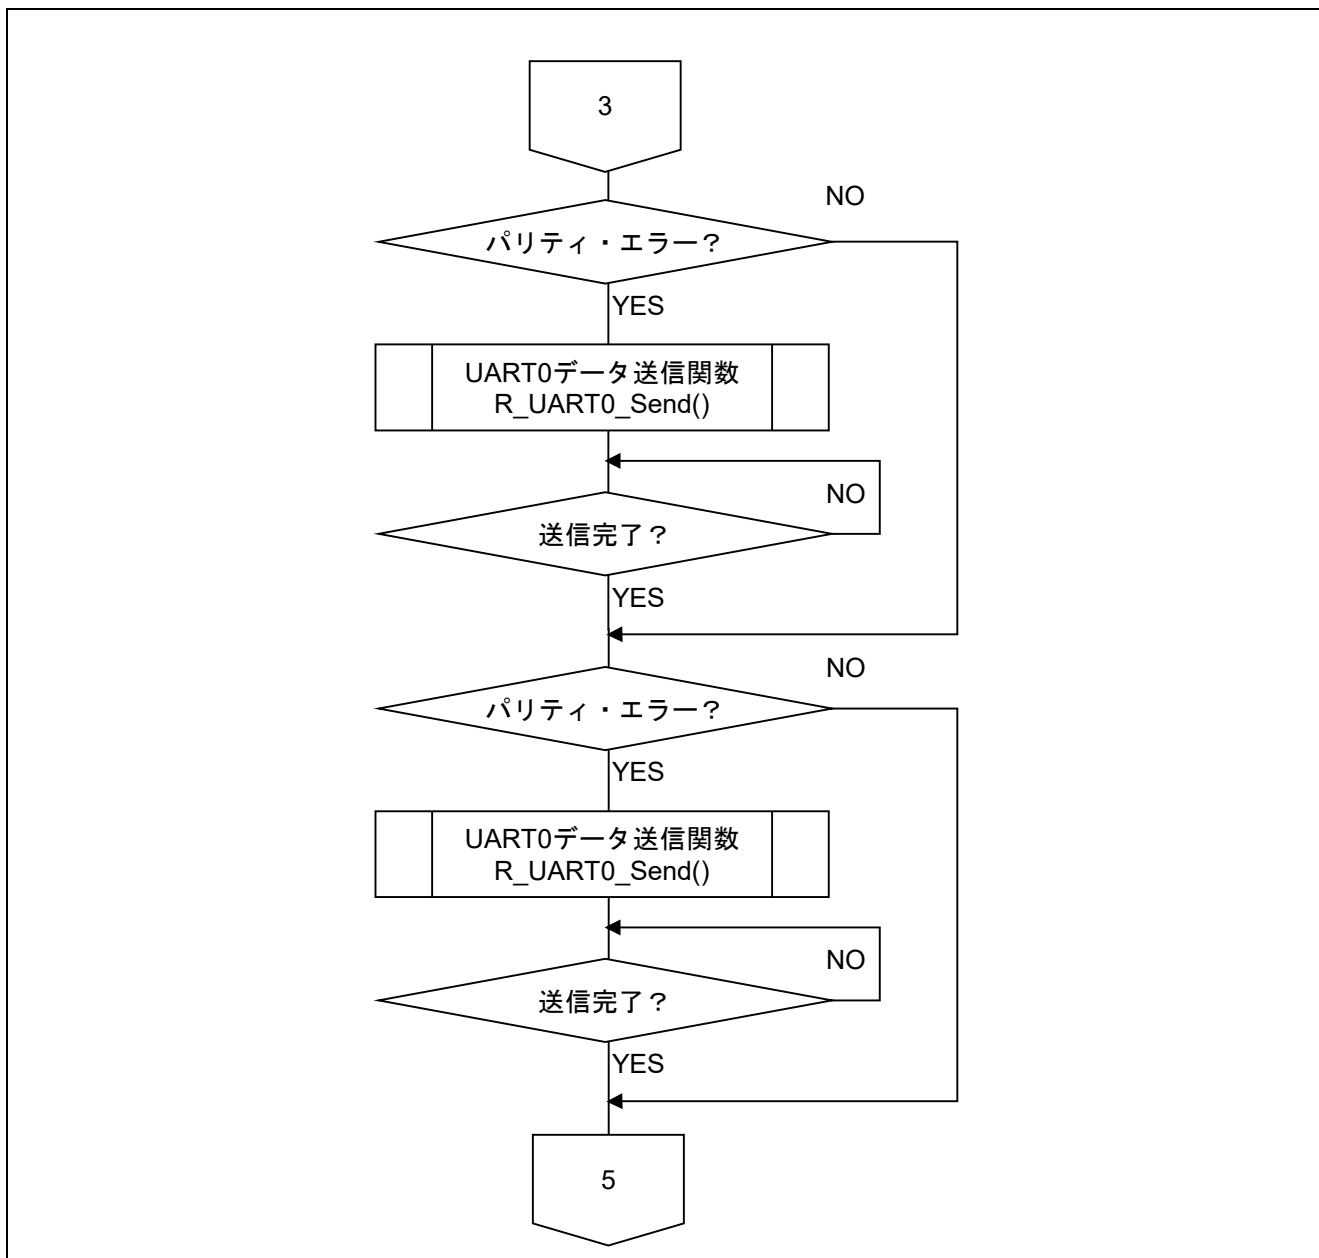 3
NO
パリティ・エラー？
YES
UART0データ送信関数
R_UART0_Send()
NO
送信完了？
YES
NO
パリティ・エラー？
YES
UART0データ送信関数
R_UART0_Send()
NO
送信完了？
YES
5